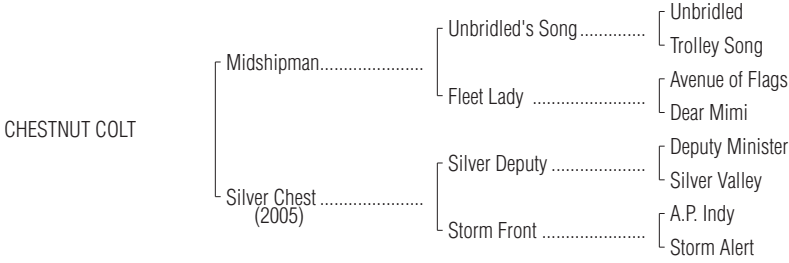 Unbridled
Unbridled's Song..............
Trolley Song
Midshipman.......................
Avenue of Flags
Fleet Lady .........................
Dear Mimi
CHESTNUT COLT
Deputy Minister
Silver Deputy .....................
Silver Valley
Silver Chest .......................
(2005)
A.P. Indy
Storm Front .......................
Storm Alert